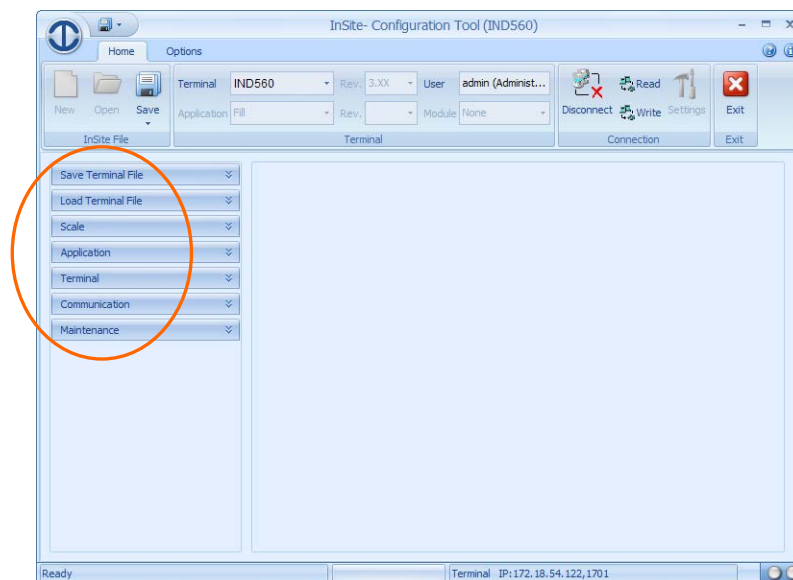 InSite- Configuration Tool (IND560)
Home Options
Terminal IND560 Rev. 3.XX User admin (Administ...
Read
New Open Save Disconnect Settings Exit
Application Fill Rev. Module None
Write
InSite File Terminal Connection Exit
Save Terminal File
Load Terminal File
Scale
Application
Terminal
Communication
Maintenance
Ready Terminal IP:172.18.54.122,1701